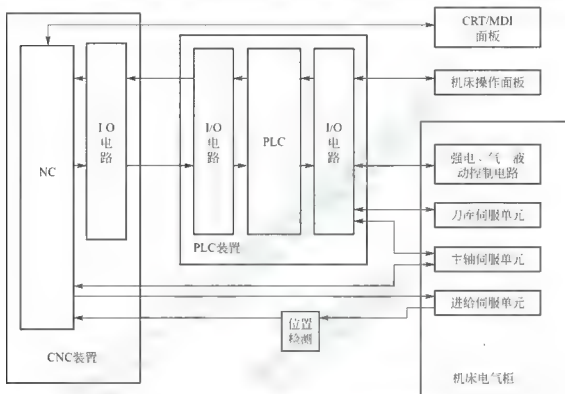 CRT/MDI
面板
机床操作面板
NC
I/O
电
路
I/O
电
路
PLC
I/O
电
路
PLC装置
强电、气 液
动控制电路
刀库伺服单元
主轴伺服单元
进给伺服单元
位置
检测
CNC装置
机床电气柜